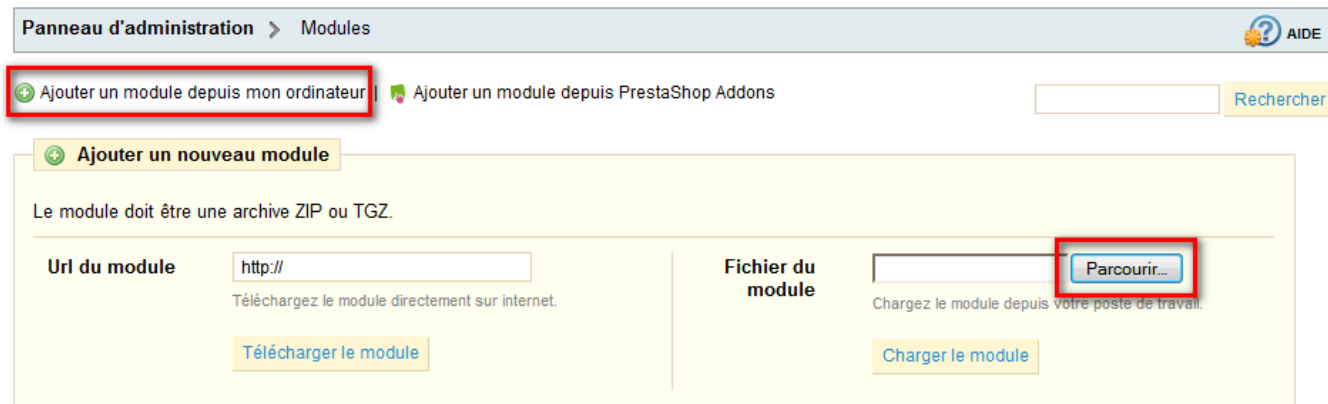 Panneau d'administration > Modules
AIDE
Ajouter un module depuis mon ordinateur | Ajouter un module depuis PrestaShop Addons
Rechercher
Ajouter un nouveau module
Le module doit être une archive ZIP ou TGZ.
Url du module
http://
Téléchargez le module directement sur internet.
Télécharger le module
Fichier du
module
Parcourir...
Chargez le module depuis votre poste de travail.
Charger le module